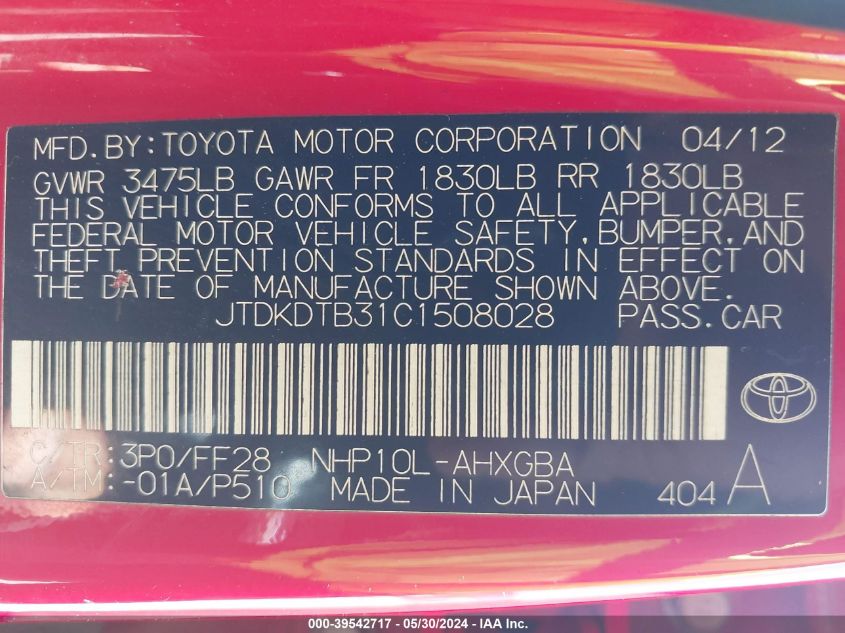 MFD.BY:TOYOTA MOTOR CORPORATION 04/12
GVWR 3475LB GAWR FR 1830LB RR 1830LB
THIS VEHICLE CONFORMS TO ALL APPLICABLE
FEDERAL MOTOR VEHICLE SAFETY,BUMPER,AND
THEFT PREVENTION STANDARDS IN EFFECT ON
THE DATE OF MANUFACTURE SHOWN ABOVE.
JTDKDTB31C1508028 PASS.CAR
C/TR:3P0/FF28 NHP10L-AHXGBA
A/TM:-01A/P510 MADE IN JAPAN 404 A
000-39542717 - 05/30/2024 - IAA Inc.